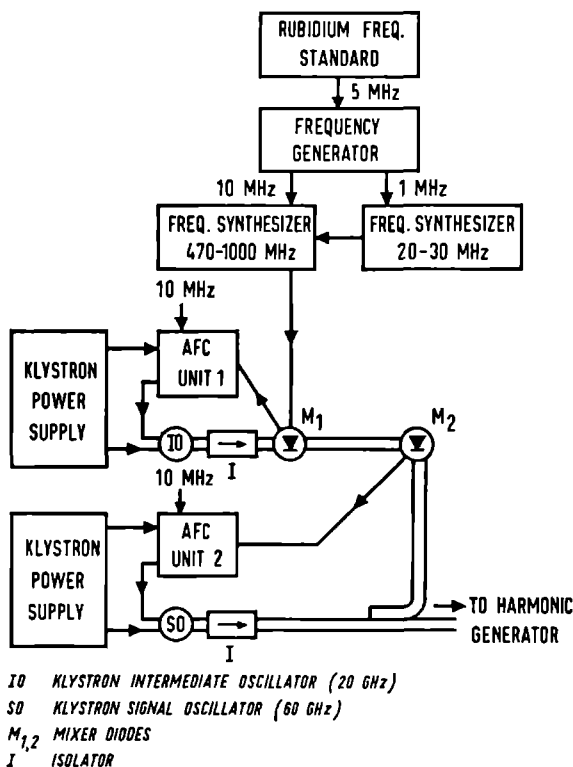 RUBIDIUM FREQ.
STANDARD
5 MHz
FREQUENCY
GENERATOR
10 MHz
1 MHz
FREQ. SYNTHESIZER
470-1000 MHz
FREQ. SYNTHESIZER
20-30 MHz
10 MHz
KLYSTRON
POWER
SUPPLY
AFC
UNIT 1
M1
M2
IO
I
10 MHz
KLYSTRON
POWER
SUPPLY
AFC
UNIT 2
SO
I
TO HARMONIC
GENERATOR
IO KLYSTRON INTERMEDIATE OSCILLATOR (20 GHz)
SO KLYSTRON SIGNAL OSCILLATOR (60 GHz)
M1,2 MIXER DIODES
I ISOLATOR